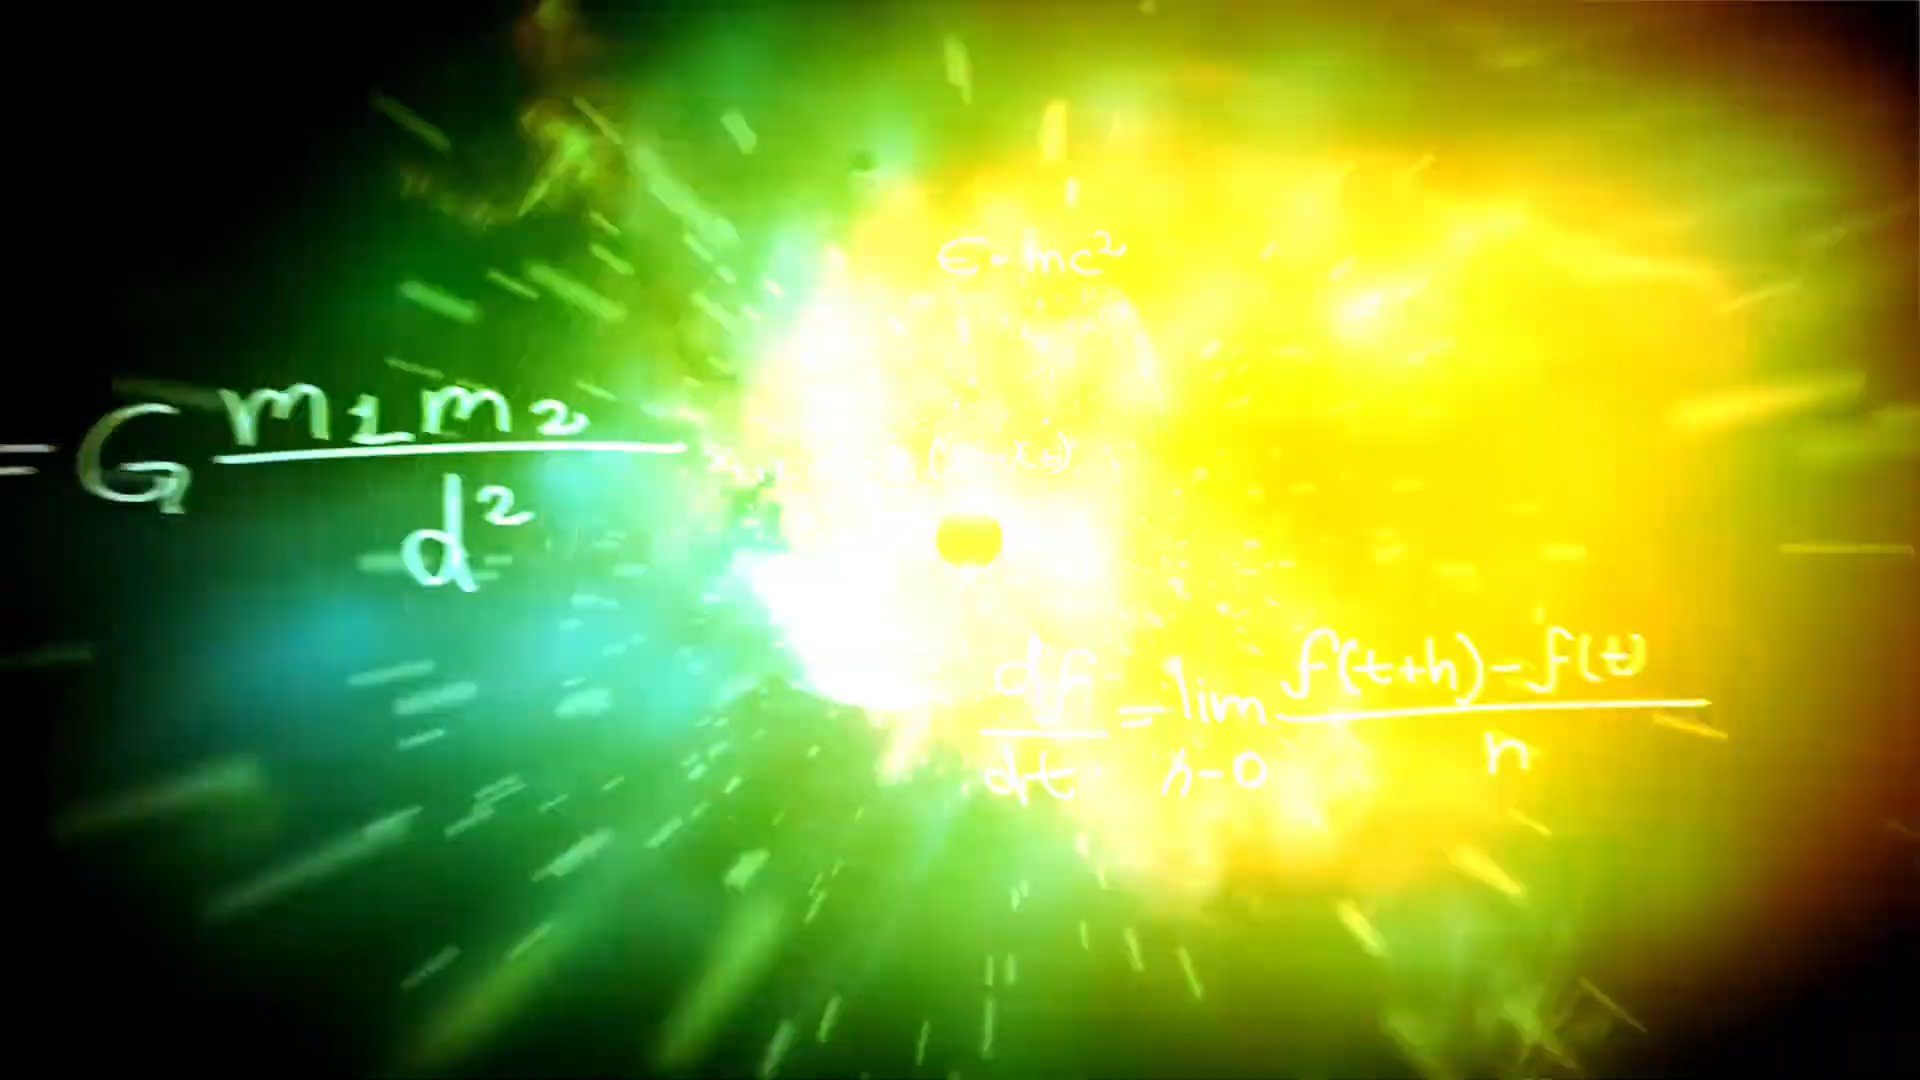 E=mc²
= G m₁m₂ / d²
df/dt = lim h-0 f(t+h)-f(t) / h